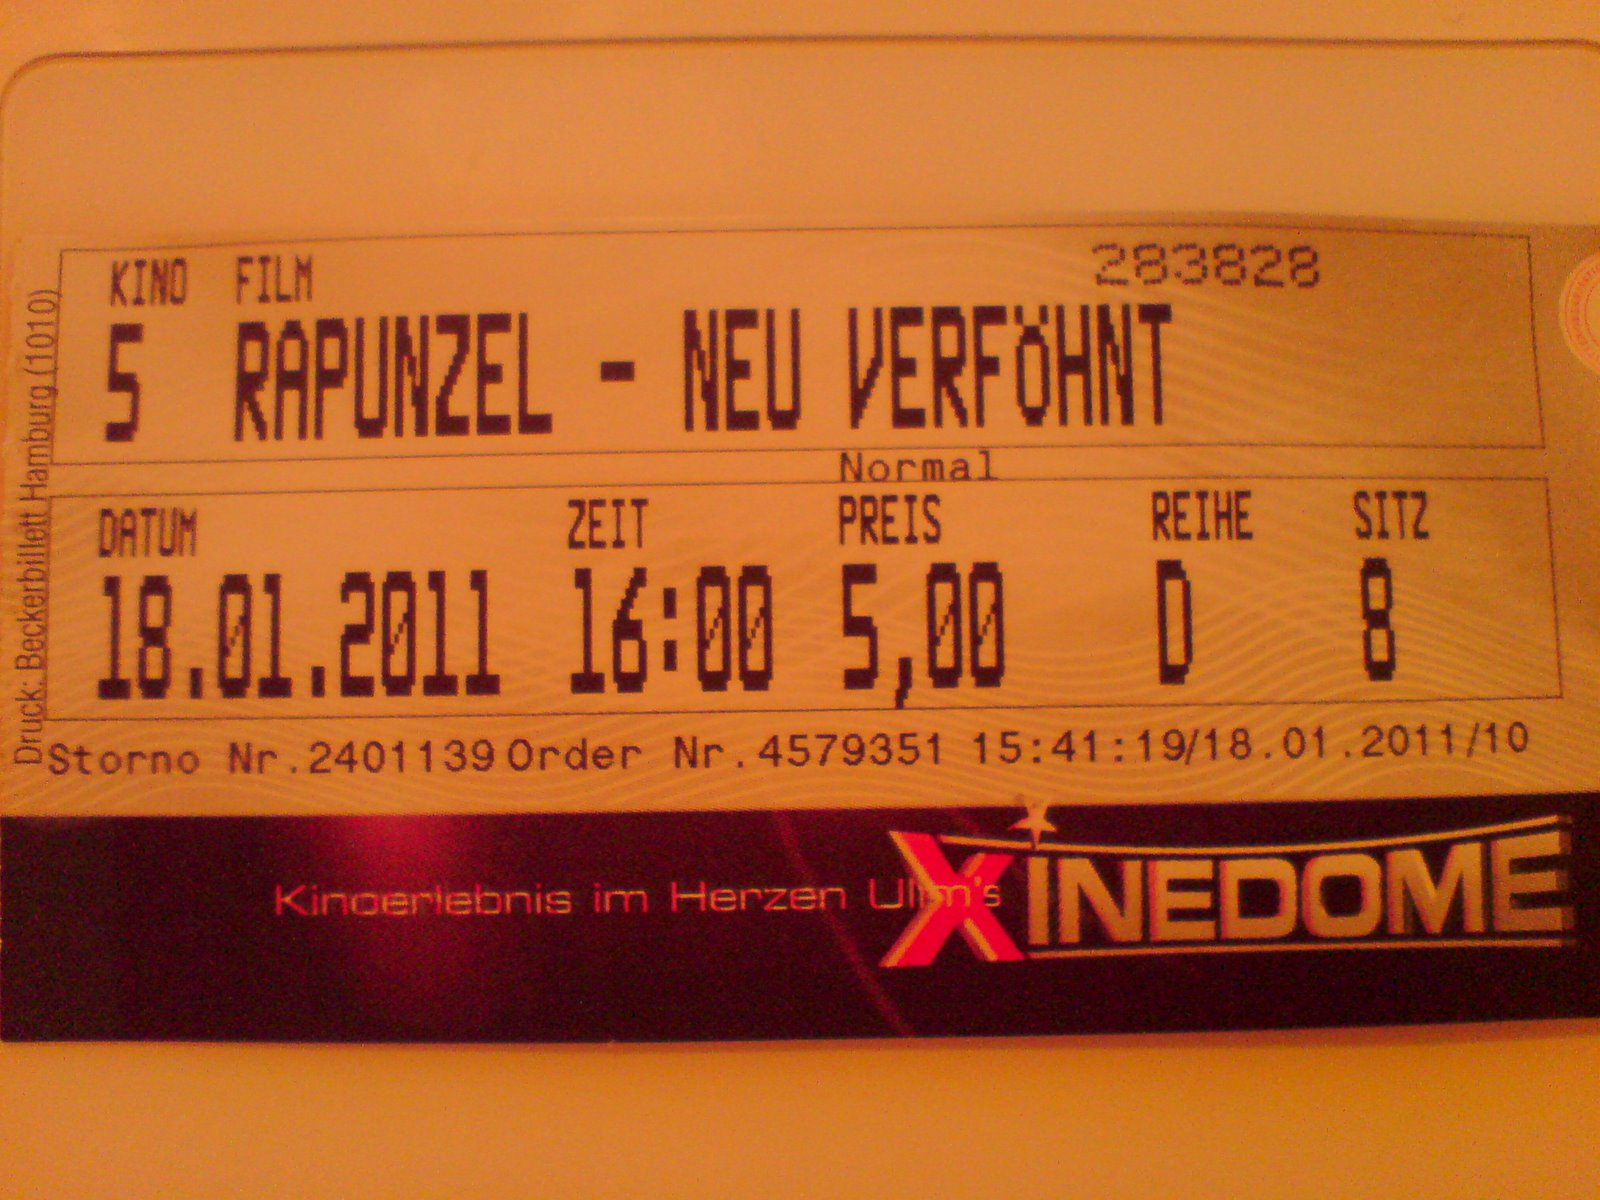 KINO FILM 283828
5 RAPUNZEL - NEU VERFÖHNT
Normal
DATUM ZEIT PREIS REIHE SITZ
18.01.2011 16:00 5,00 D 8
Storno Nr.2401139 Order Nr.4579351 15:41:19/18.01.2011/10
Druck: Beckerbillett Hamburg (1010)
Kinoerlebnis im Herzen Ulm's
XINEDOME